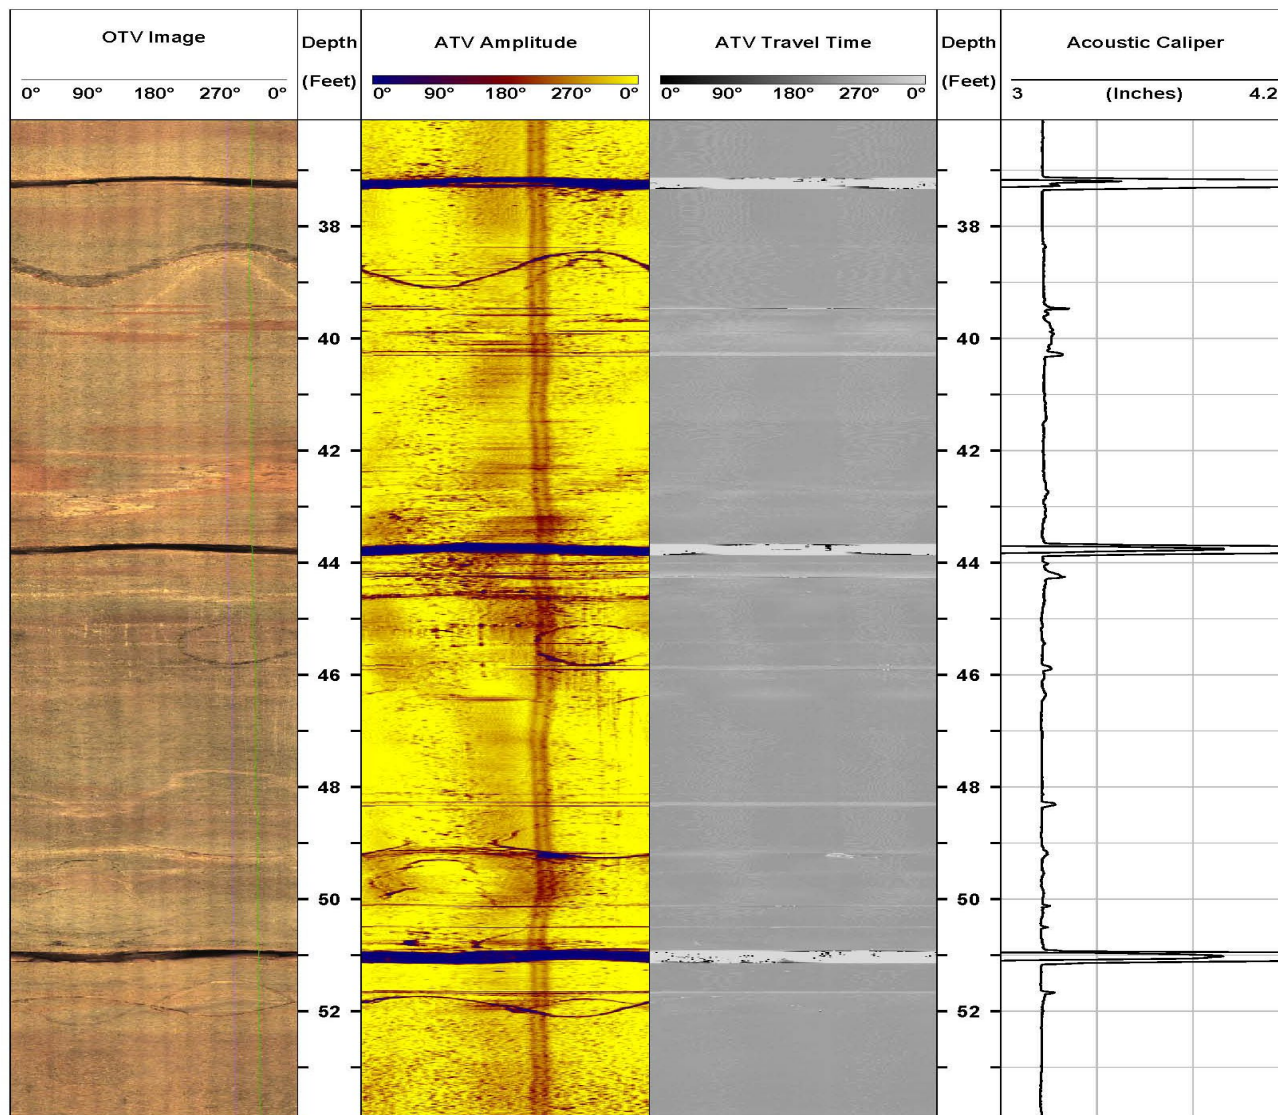 OTV Image
0° 90° 180° 270° 0°
Depth
(Feet)
ATV Amplitude
0° 90° 180° 270° 0°
ATV Travel Time
0° 90° 180° 270° 0°
Depth
(Feet)
Acoustic Caliper
3 (Inches) 4.2
38 38
40 40
42 42
44 44
46 46
48 48
50 50
52 52